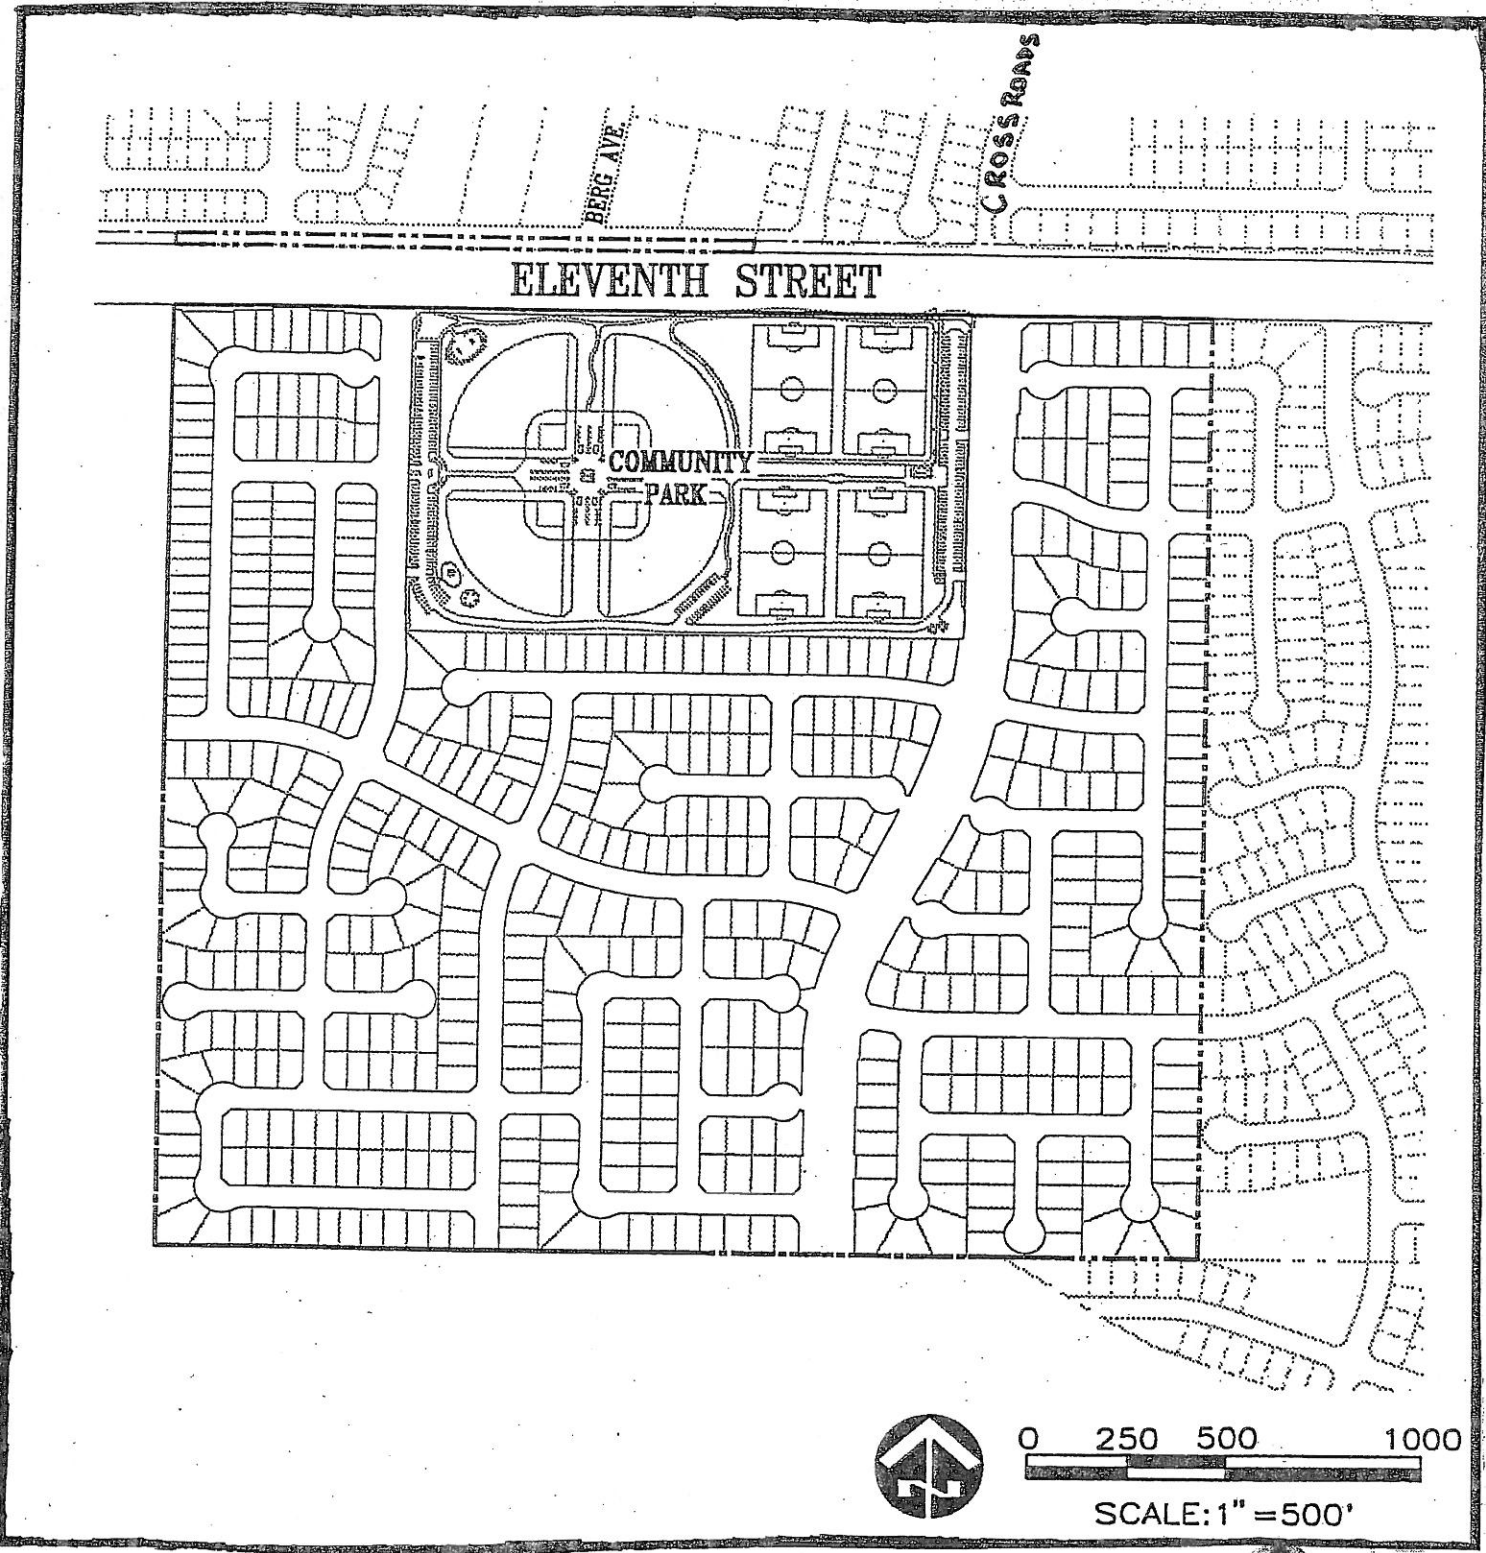 CROSSROADS
BERG AVE.
ELEVENTH STREET
COMMUNITY
PARK
0 250 500 1000
SCALE: 1" = 500'